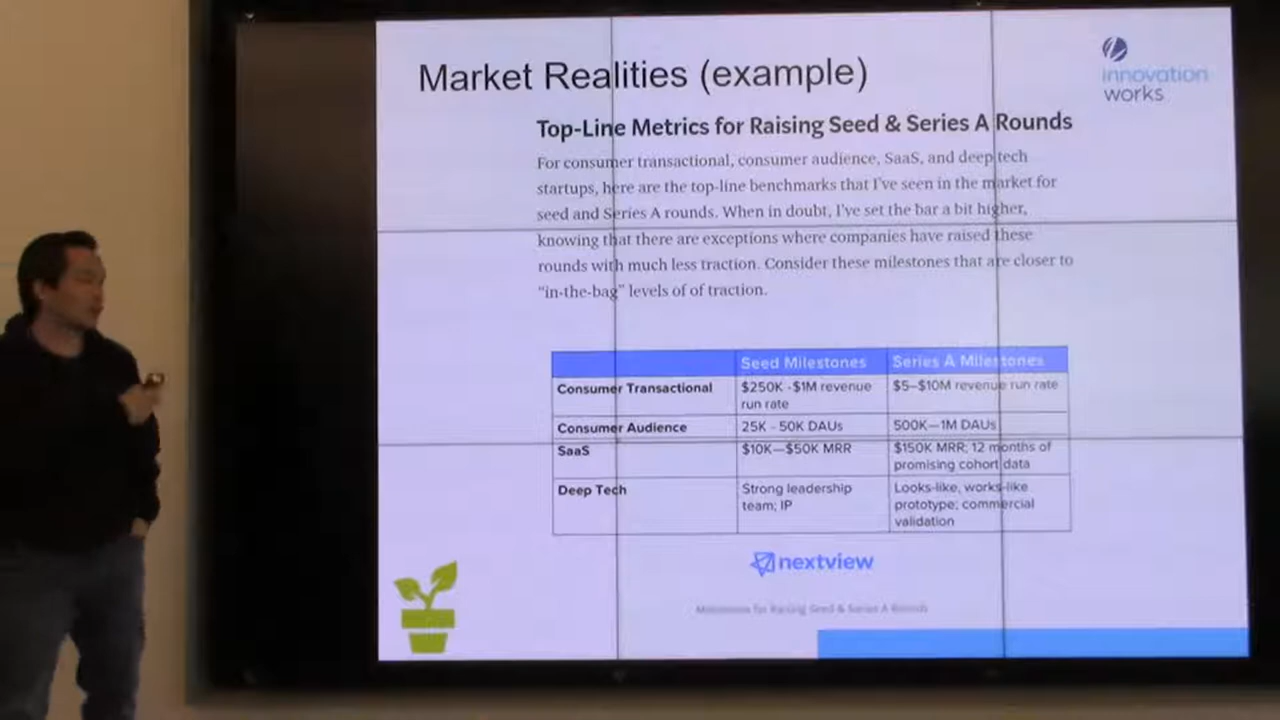 Market Realities (example)
innovation
works
Top-Line Metrics for Raising Seed & Series A Rounds
For consumer transactional, consumer audience, SaaS, and deep tech
startups, here are the top-line benchmarks that I've seen in the market for
seed and Series A rounds. When in doubt, I've set the bar a bit higher,
knowing that there are exceptions where companies have raised these
rounds with much less traction. Consider these milestones that are closer to
“in-the-bag” levels of of traction.
Seed Milestones Series A Milestones
Consumer Transactional $250K -$1M revenue $5–$10M revenue run rate
run rate
Consumer Audience 25K - 50K DAUs 500K—1M DAUs
SaaS $10K—$50K MRR $150K MRR; 12 months of
promising cohort data
Deep Tech Strong leadership Looks-like, works-like
team; IP prototype; commercial
validation
nextview
Milestones for Raising Seed & Series A Rounds